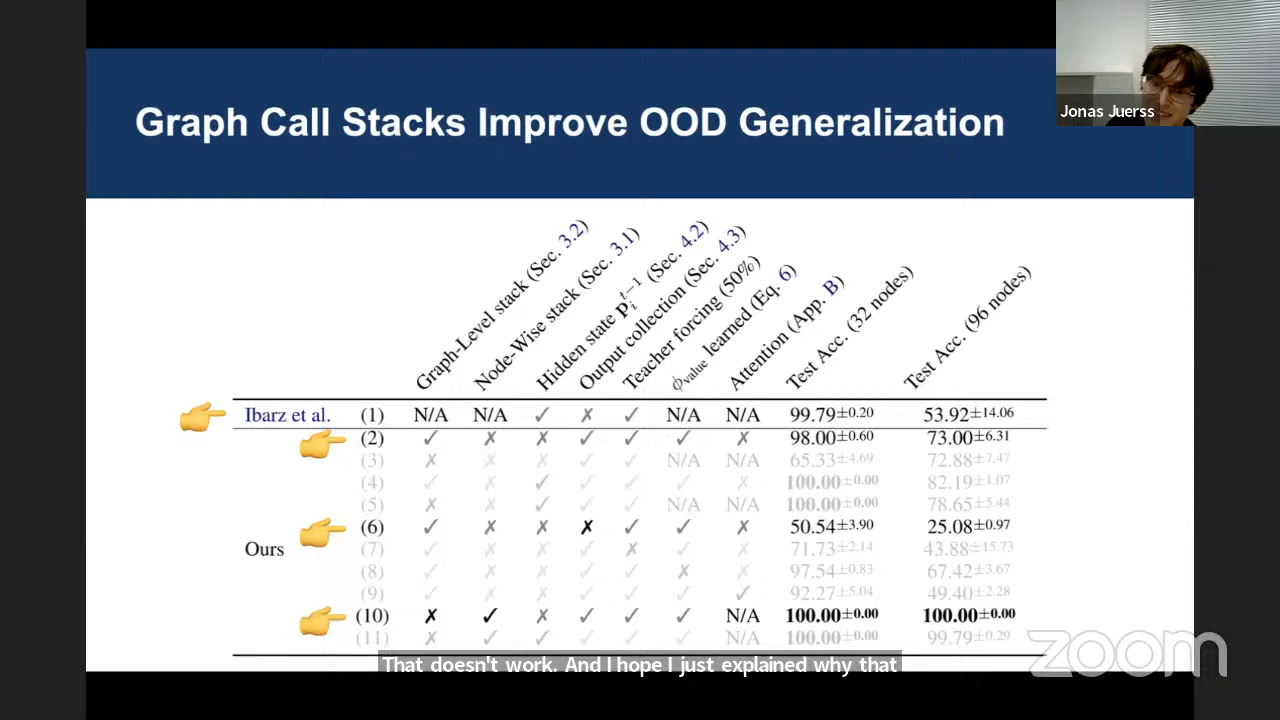 Jonas Juerss
Graph Call Stacks Improve OOD Generalization
Graph-Level stack (Sec. 3.2)
Node-Wise stack (Sec. 3.1)
Hidden state P_i^{t−1} (Sec. 4.2)
Output collection (Sec. 4.3)
Teacher forcing (50%)
ϕ_value learned (Eq. 6)
Attention (App. B)
Test Acc. (32 nodes)
Test Acc. (96 nodes)
Ibarz et al. (1) N/A N/A ✓ ✗ ✓ N/A N/A 99.79±0.20 53.92±14.06
(2) ✓ ✗ ✗ ✓ ✓ ✓ ✗ 98.00±0.60 73.00±6.31
(3) ✗ ✗ ✗ ✓ ✓ N/A N/A 65.33±4.69 72.88±7.47
(4) ✓ ✗ ✓ ✓ ✓ ✓ ✗ 100.00±0.00 82.19±1.07
(5) ✗ ✗ ✓ ✓ ✓ N/A N/A 100.00±0.00 78.65±5.44
(6) ✓ ✗ ✗ ✗ ✓ ✓ ✗ 50.54±3.90 25.08±0.97
Ours (7) ✓ ✗ ✗ ✓ ✗ ✓ ✗ 71.73±2.14 43.88±15.73
(8) ✓ ✗ ✗ ✓ ✓ ✗ ✗ 97.54±0.83 67.42±3.67
(9) ✓ ✗ ✗ ✓ ✓ ✓ ✓ 92.27±5.04 49.40±2.28
(10) ✗ ✓ ✗ ✓ ✓ ✓ N/A 100.00±0.00 100.00±0.00
(11) ✗ ✓ ✓ ✓ ✓ ✓ N/A 100.00±0.00 99.79±0.29
That doesn't work. And I hope I just explained why that
zoom